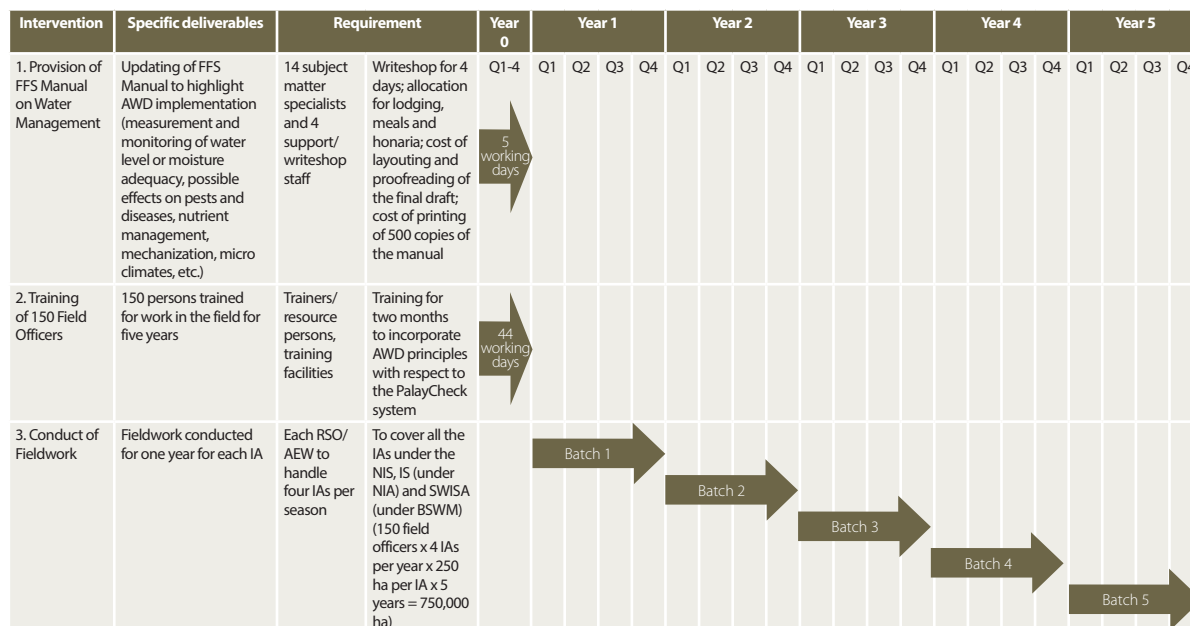 Intervention
Specific deliverables
Requirement
Year
0
Year 1
Year 2
Year 3
Year 4
Year 5
1. Provision of
FFS Manual
on Water
Management
Updating of FFS
Manual to highlight
AWD implementation
(measurement and
monitoring of water
level or moisture
adequacy, possible
effects on pests and
diseases, nutrient
management,
mechanization, micro
climates, etc.)
14 subject
matter
specialists
and 4
support/
writeshop
staff
Writeshop for 4
days; allocation
for lodging,
meals and
honaria; cost of
layouting and
proofreading of
the final draft;
cost of printing
of 500 copies of
the manual
Q1-4
Q1 Q2 Q3 Q4 Q1 Q2 Q3 Q4 Q1 Q2 Q3 Q4 Q1 Q2 Q3 Q4 Q1 Q2 Q3 Q4
5
working
days
2. Training
of 150 Field
Officers
150 persons trained
for work in the field for
five years
Trainers/
resource
persons,
training
facilities
Training for
two months
to incorporate
AWD principles
with respect to
the PalayCheck
system
44
working
days
3. Conduct of
Fieldwork
Fieldwork conducted
for one year for each IA
Each RSO/
AEW to
handle
four IAs per
season
To cover all the
IAs under the
NIS, IS (under
NIA) and SWISA
(under BSWM)
(150 field
officers x 4 IAs
per year x 250
ha per IA x 5
years = 750,000
ha)
Batch 1
Batch 2
Batch 3
Batch 4
Batch 5